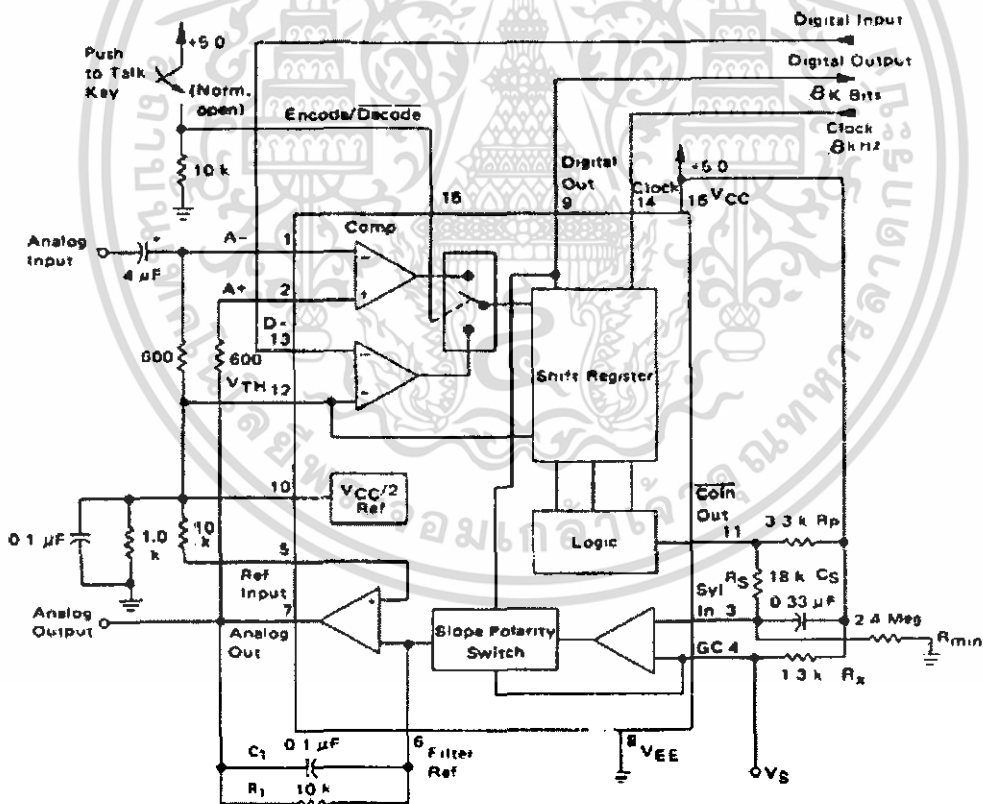 Digital Input
+5.0
Push
to Talk
Key
(Norm.
open)
Digital Output
8K Bits
Encode/Decode
Clock
8kHz
10 k
Digital
Out
+5.0
15
9
Clock
14
16
VCC
Analog
Input
4 µF
A-
1
Comp
A+
2
D-
13
600
600
VTH
12
Shift Register
10
VCC/2
Ref
Coin
Out
11
3.3 k
Rp
0.1 µF
1.0
k
10
k
5
Ref
Input
Logic
RS
18 k
CS
Syl
In
3
0.33 µF
2.4 Meg
Rmin
Analog
Output
7
Analog
Out
Slope Polarity
Switch
GC
4
1.3 k
Rx
C1
0.1 µF
6
Filter
Ref
8
VEE
VS
R1
10 k